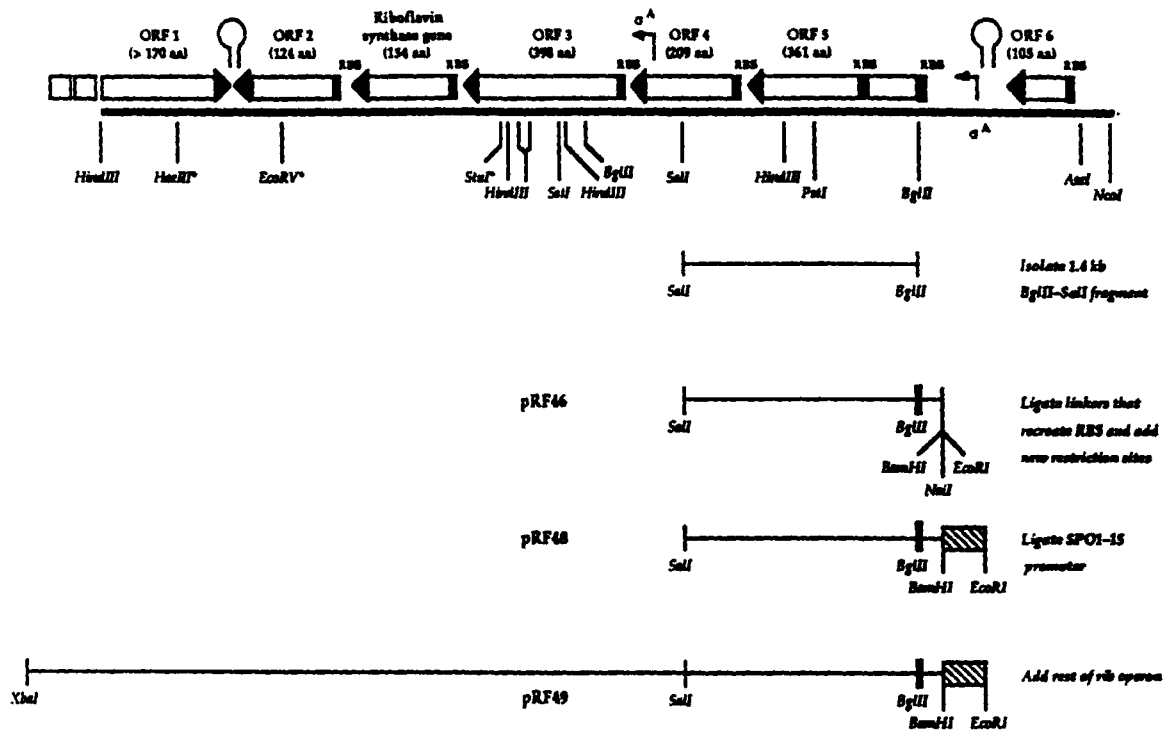 Riboflavin
ORF 1
ORF 2
synthase gene
ORF 3
σA
ORF 4
ORF 5
ORF 6
(> 170 aa)
(124 aa)
(154 aa)
(398 aa)
(209 aa)
(361 aa)
(105 aa)
RBS
RBS
RBS
RBS
RBS
RBS
RBS
σA
HindIII
EcoRV*
StuI*
HindIII
SstI
HindIII
BglII
SalI
HindIII
PstI
BglII
NcoI
Isolate 1.4 kb
SalI
BglII
BglII–SalI fragment
pRF46
Ligate linkers that
SalI
BglII
recreate RBS and add
BamHI
EcoRI
new restriction sites
pRF48
Ligate SPO1–15
SalI
BglII
promoter
BamHI
EcoRI
Add rest of rib operon
XbaI
pRF49
SalI
BglII
BamHI
EcoRI